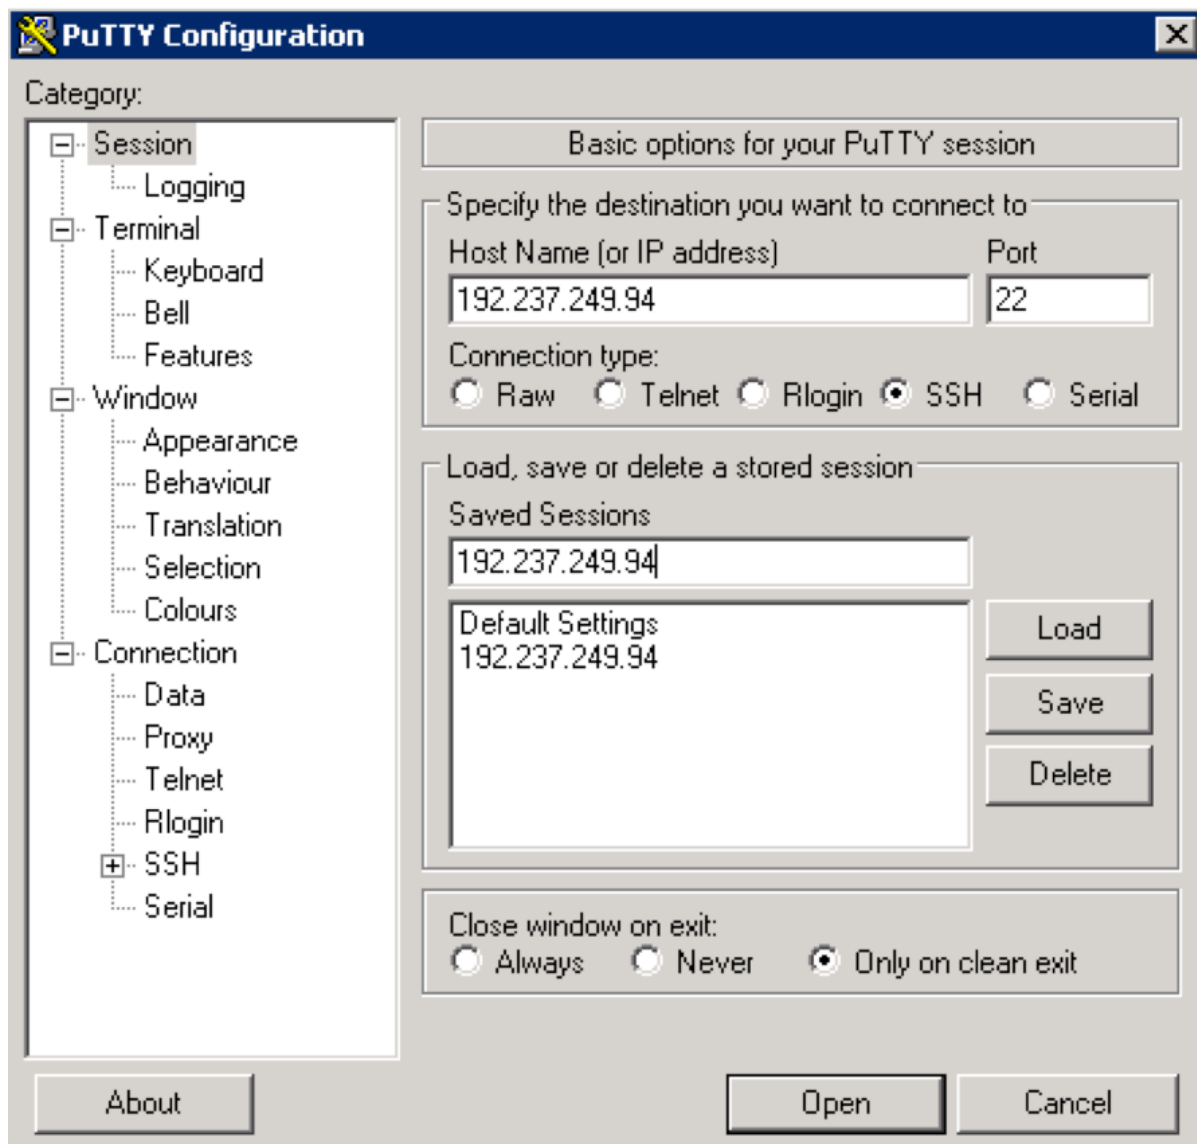 PuTTY Configuration
Category:
Session
Logging
Terminal
Keyboard
Bell
Features
Window
Appearance
Behaviour
Translation
Selection
Colours
Connection
Data
Proxy
Telnet
Rlogin
SSH
Serial
Basic options for your PuTTY session
Specify the destination you want to connect to
Host Name (or IP address) Port
192.237.249.94 22
Connection type:
Raw Telnet Rlogin SSH Serial
Load, save or delete a stored session
Saved Sessions
192.237.249.94
Default Settings
192.237.249.94
Load
Save
Delete
Close window on exit:
Always Never Only on clean exit
About Open Cancel